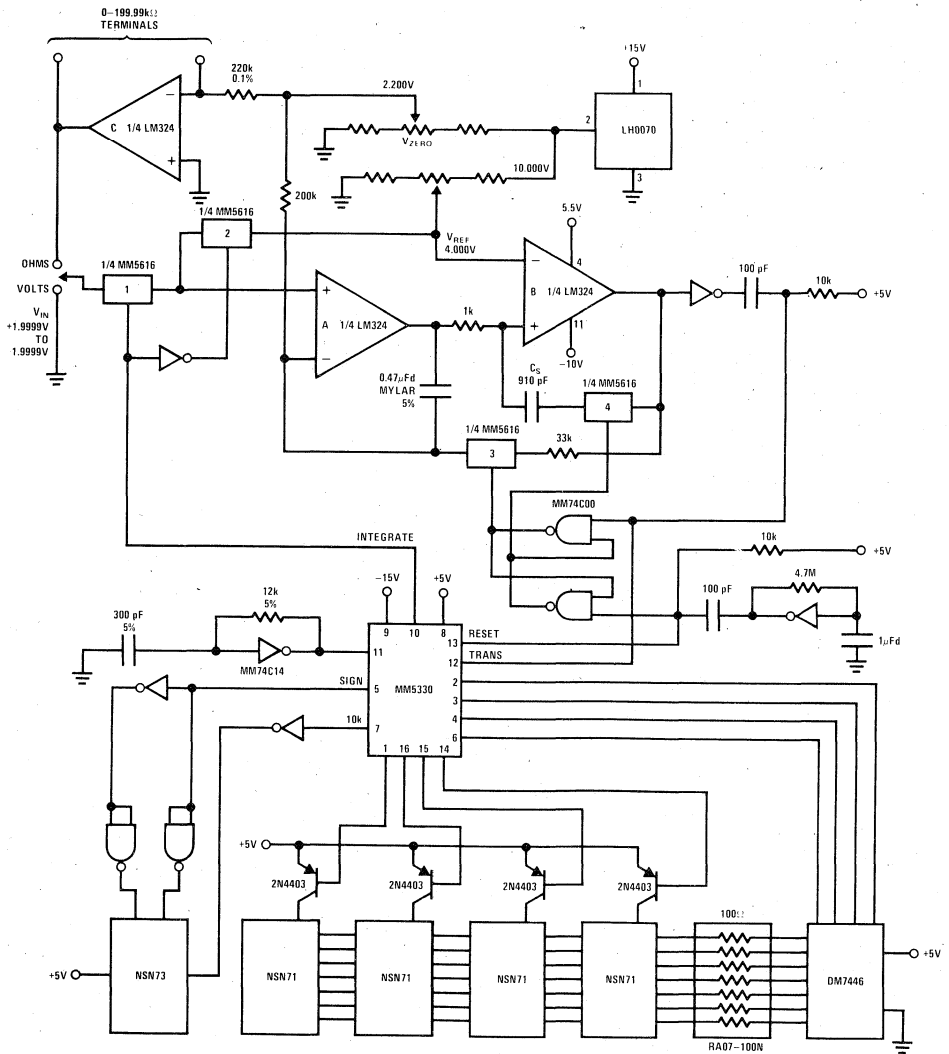 0–199.99kΩ
TERMINALS
220k
0.1%
2.200V
+15V
1
LH0070
2
3
C 1/4 LM324
−
+
V_ZERO
10.000V
200k
1/4 MM5616
2
V_REF
4.000V
5.5V
4
OHMS
VOLTS
V_IN
+1.9999V
TO
1.9999V
1/4 MM5616
1
+
A 1/4 LM324
−
1k
−
B 1/4 LM324
+
11
−10V
100 pF
10k
+5V
0.47µFd
MYLAR
5%
C_S
910 pF
1/4 MM5616
4
1/4 MM5616
3
33k
MM74C00
INTEGRATE
10k
+5V
4.7M
100 pF
1µFd
−15V
+5V
300 pF
5%
12k
5%
MM74C14
9
10
8
11
13
RESET
12
TRANS
MM5330
SIGN
5
10k
7
2
3
4
6
1
16
15
14
+5V
2N4403
2N4403
2N4403
2N4403
100Ω
+5V
NSN73
NSN71
NSN71
NSN71
NSN71
DM7446
+5V
RA07-100N